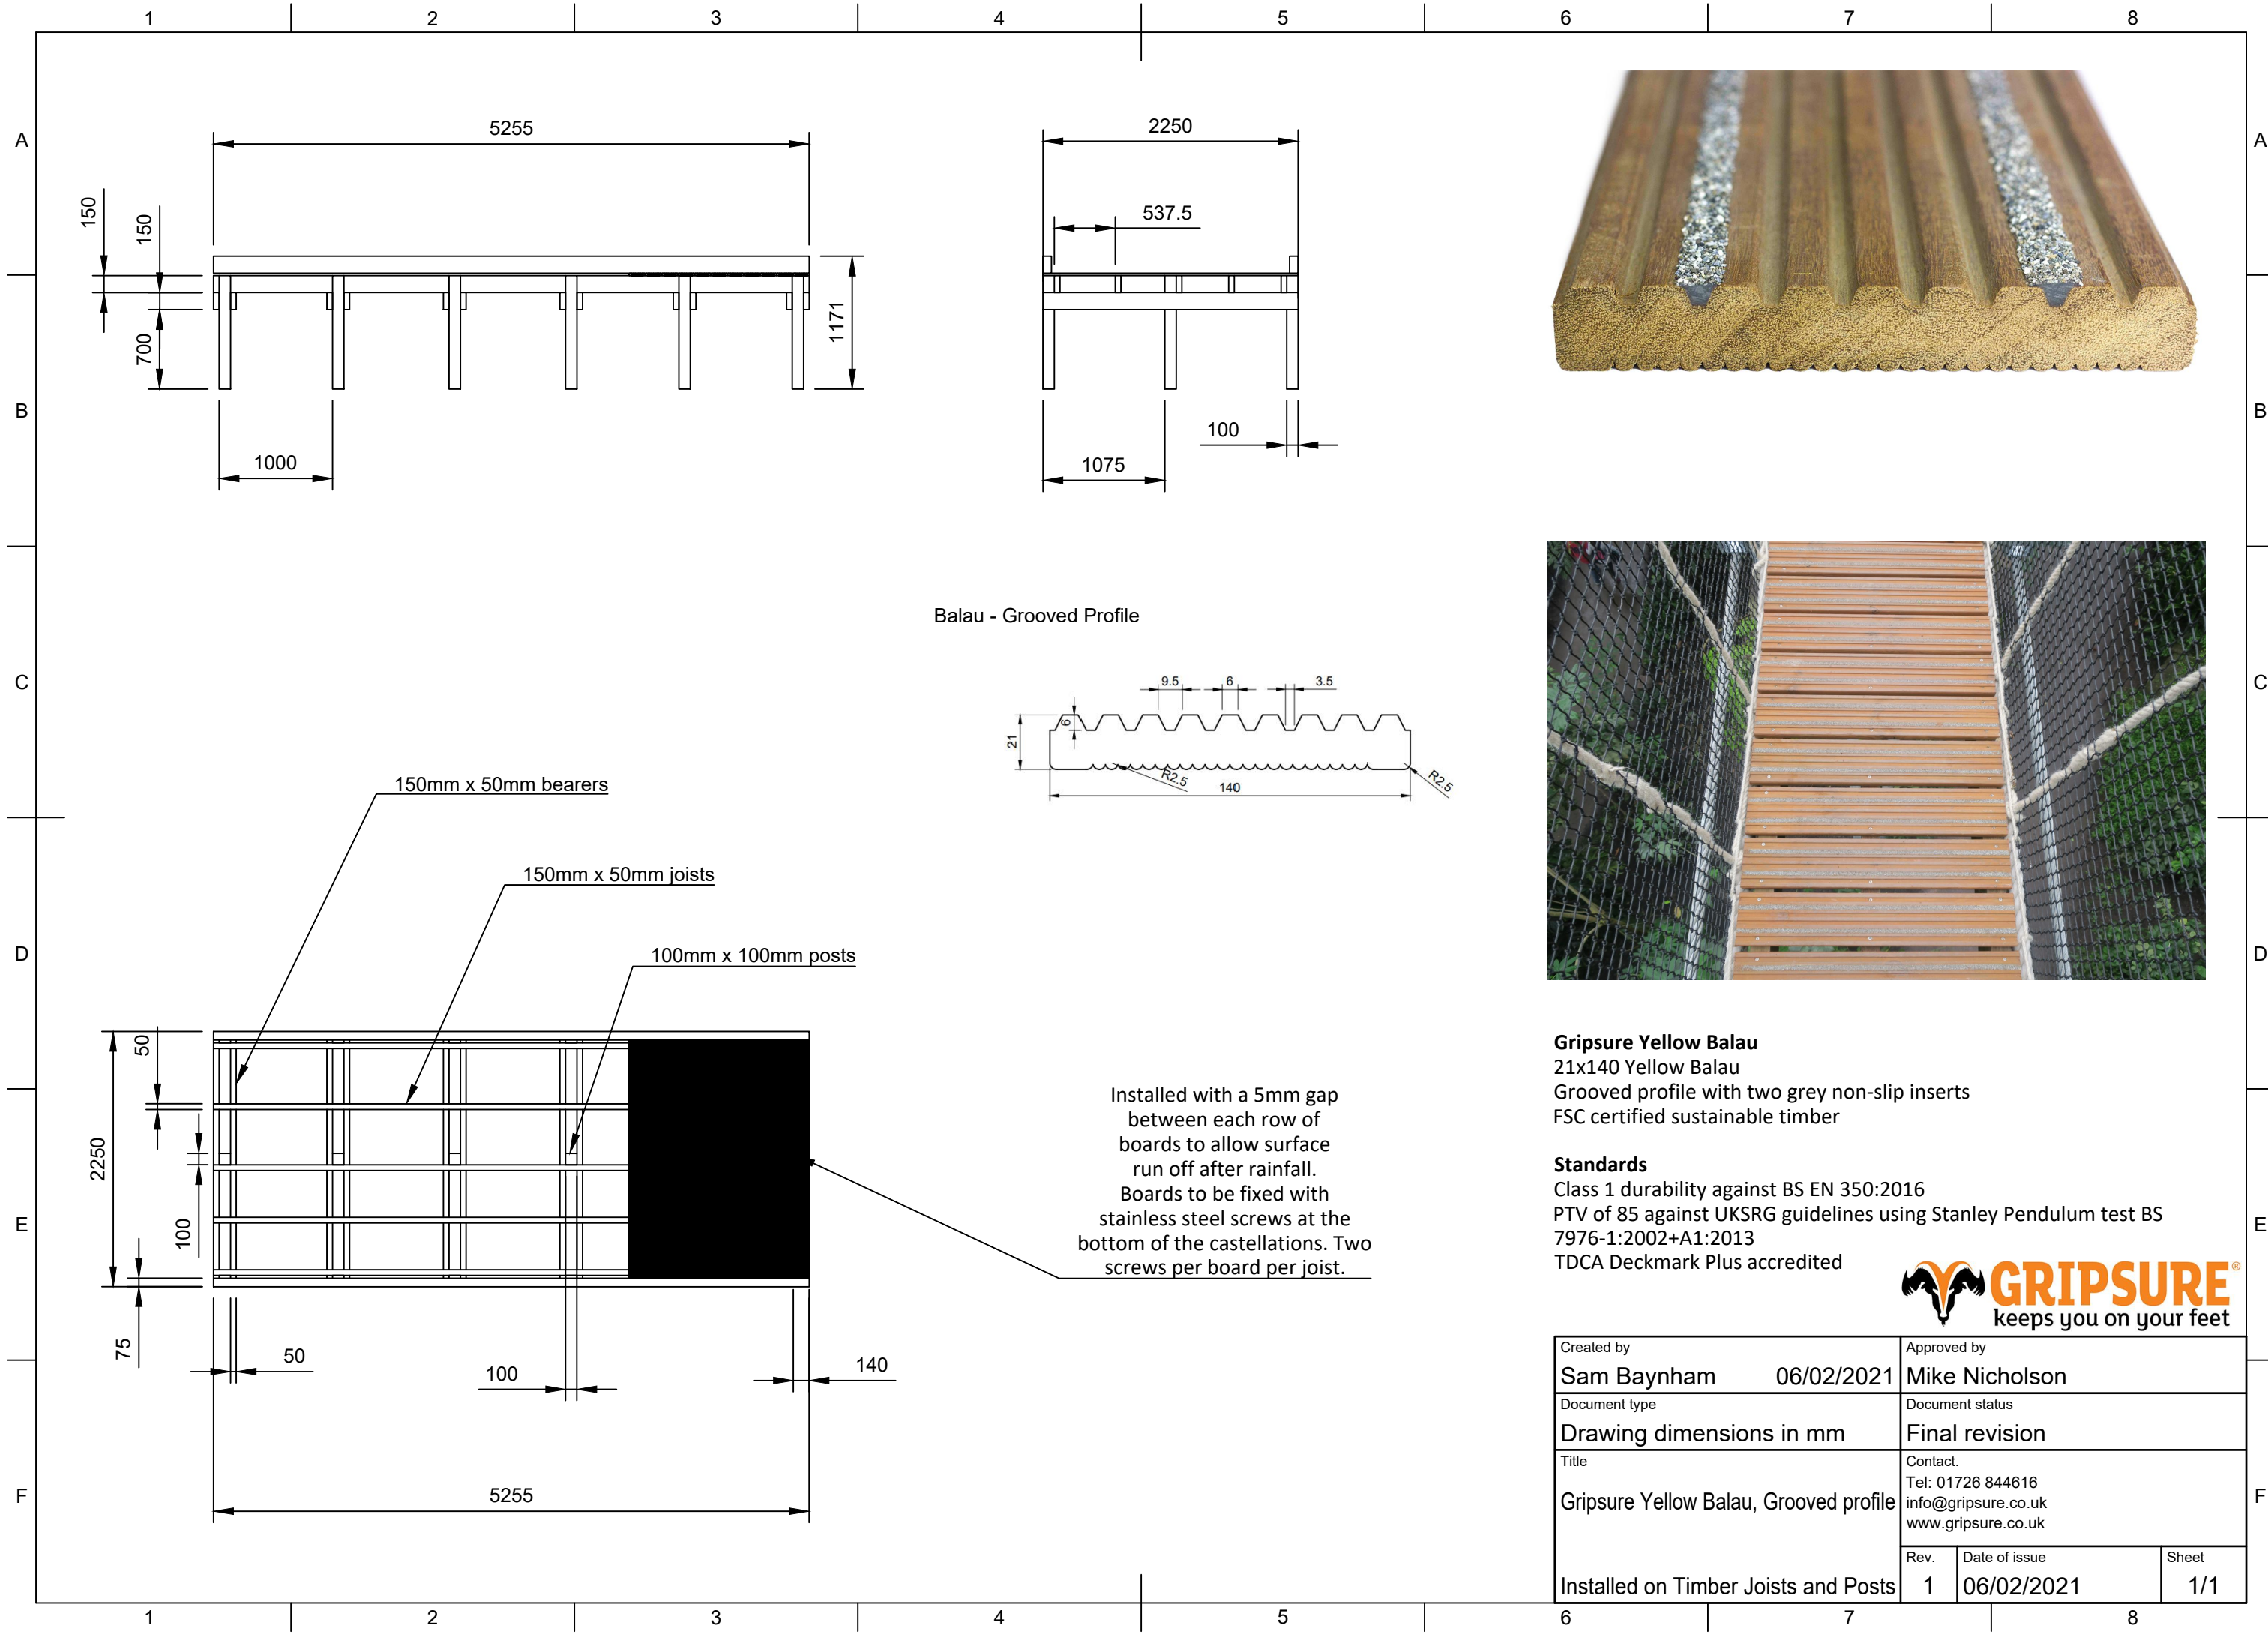 1 2 3 4 5 6 7 8
A
B
C
D
E
F
A
B
C
D
E
F
5255
150
150
700
1171
1000
2250
537.5
100
1075
Balau - Grooved Profile
9.5
6
3.5
6
21
R2.5
140
R2.5
150mm x 50mm bearers
150mm x 50mm joists
100mm x 100mm posts
50
2250
100
75
50
100
140
5255
Installed with a 5mm gap
between each row of
boards to allow surface
run off after rainfall.
Boards to be fixed with
stainless steel screws at the
bottom of the castellations. Two
screws per board per joist.
Gripsure Yellow Balau
21x140 Yellow Balau
Grooved profile with two grey non-slip inserts
FSC certified sustainable timber
Standards
Class 1 durability against BS EN 350:2016
PTV of 85 against UKSRG guidelines using Stanley Pendulum test BS
7976-1:2002+A1:2013
TDCA Deckmark Plus accredited
GRIPSURE®
keeps you on your feet
Created by
Sam Baynham 06/02/2021
Approved by
Mike Nicholson
Document type
Drawing dimensions in mm
Document status
Final revision
Title
Gripsure Yellow Balau, Grooved profile
Installed on Timber Joists and Posts
Contact.
Tel: 01726 844616
info@gripsure.co.uk
www.gripsure.co.uk
Rev.
1
Date of issue
06/02/2021
Sheet
1/1
1 2 3 4 5 6 7 8